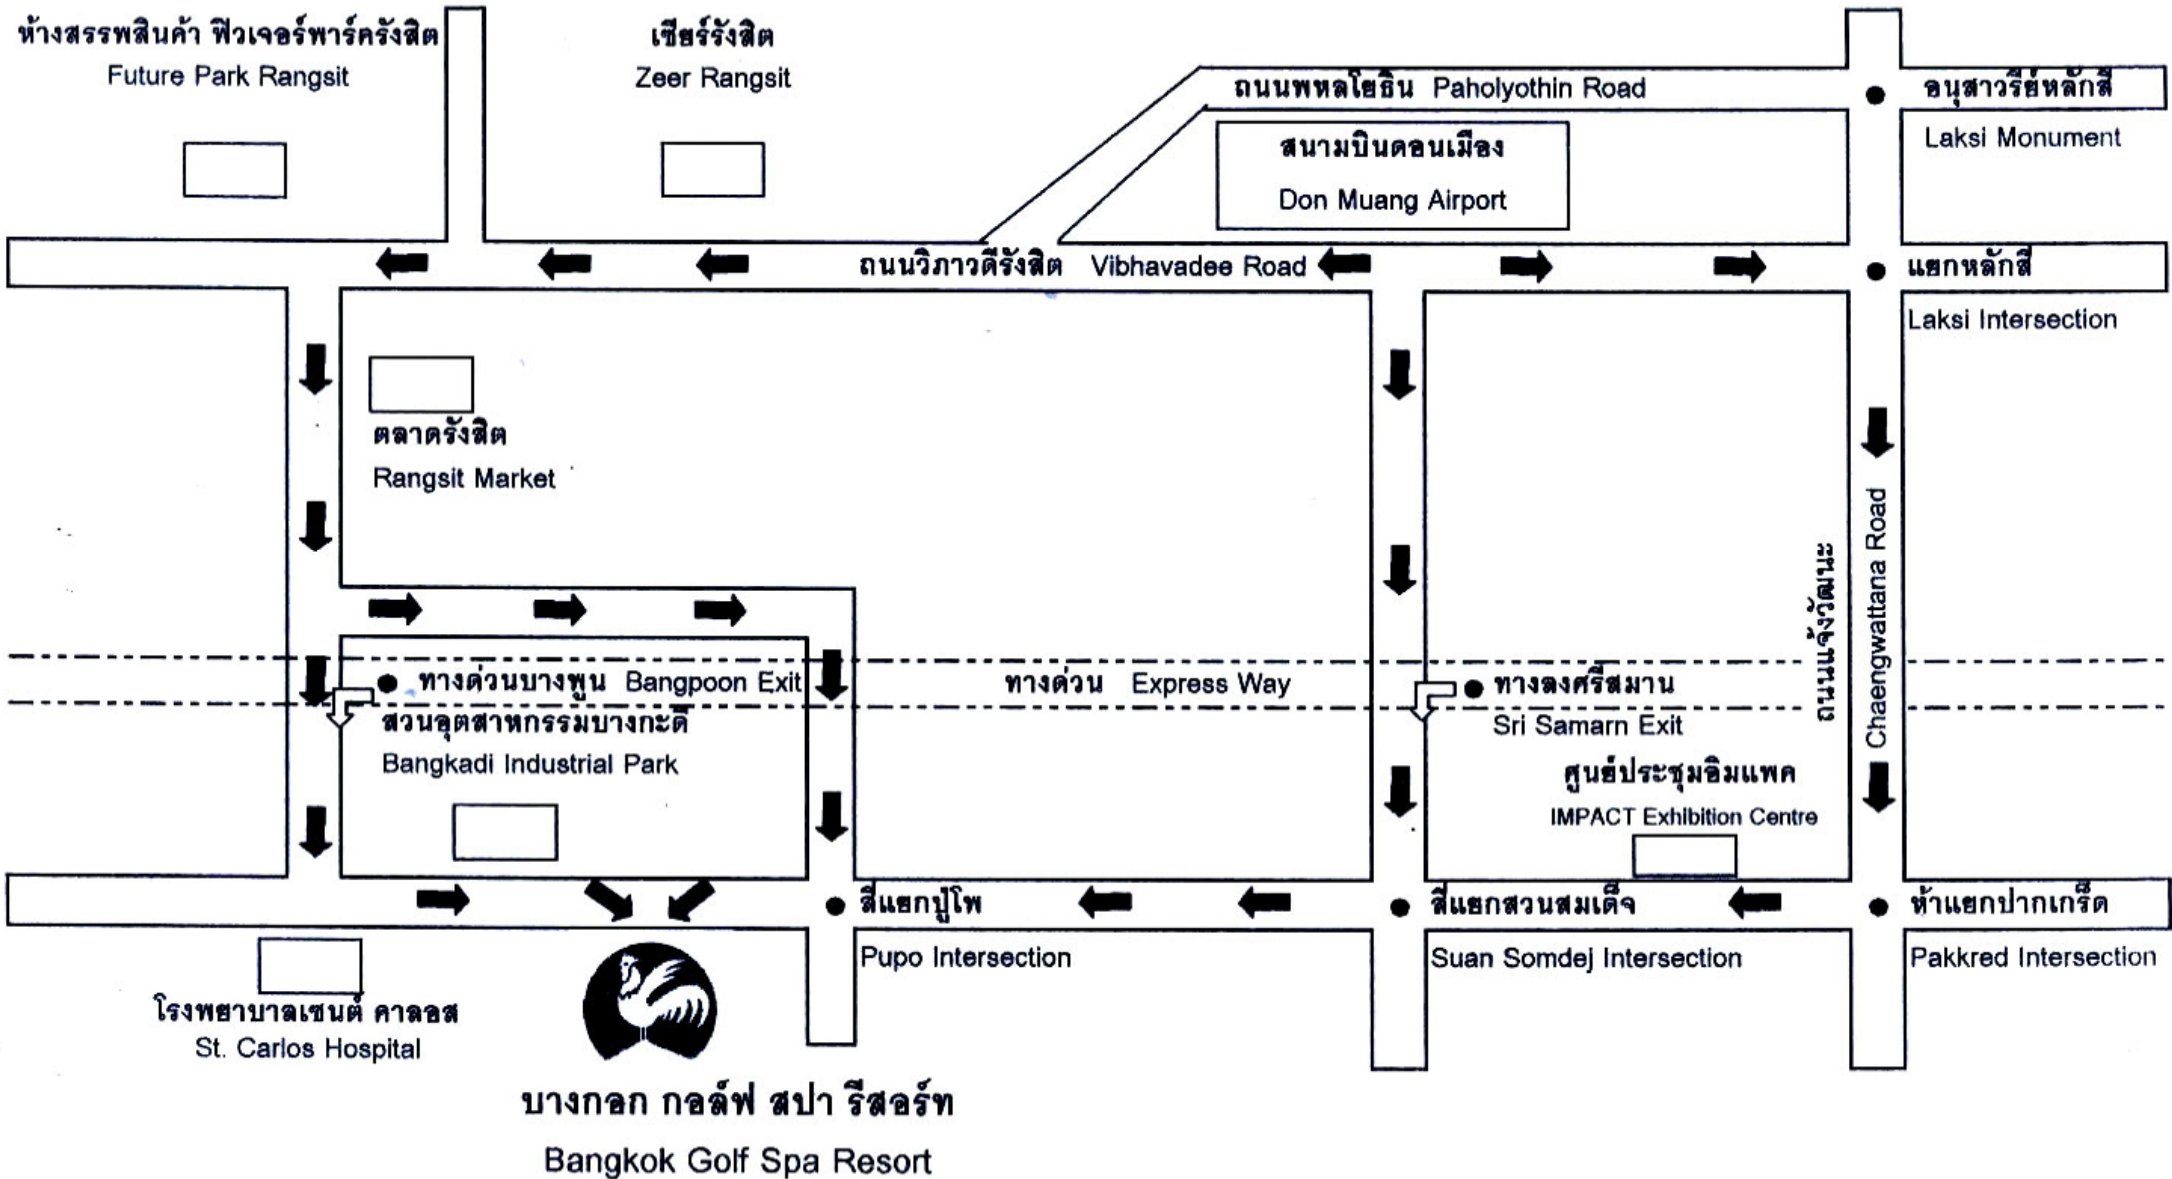 ห้างสรรพสินค้า ฟิวเจอร์พาร์ครังสิต
Future Park Rangsit
เซียร์รังสิต
Zeer Rangsit
ถนนพหลโยธิน Paholyothin Road
อนุสาวรีย์หลักสี่
Laksi Monument
สนามบินดอนเมือง
Don Muang Airport
ถนนวิภาวดีรังสิต Vibhavadee Road
แยกหลักสี่
Laksi Intersection
ตลาดรังสิต
Rangsit Market
ถนนแจ้งวัฒนะ
Chaengwattana Road
ทางด่วนบางพูน Bangpoon Exit
ทางด่วน Express Way
ทางลงศรีสมาน
Sri Samarn Exit
สวนอุตสาหกรรมบางกะดี
Bangkadi Industrial Park
ศูนย์ประชุมอิมแพค
IMPACT Exhibition Centre
สี่แยกปู่โพ
Pupo Intersection
สี่แยกสวนสมเด็จ
Suan Somdej Intersection
ห้าแยกปากเกร็ด
Pakkred Intersection
โรงพยาบาลเซนต์ คาลอส
St. Carlos Hospital
บางกอก กอล์ฟ สปา รีสอร์ท
Bangkok Golf Spa Resort